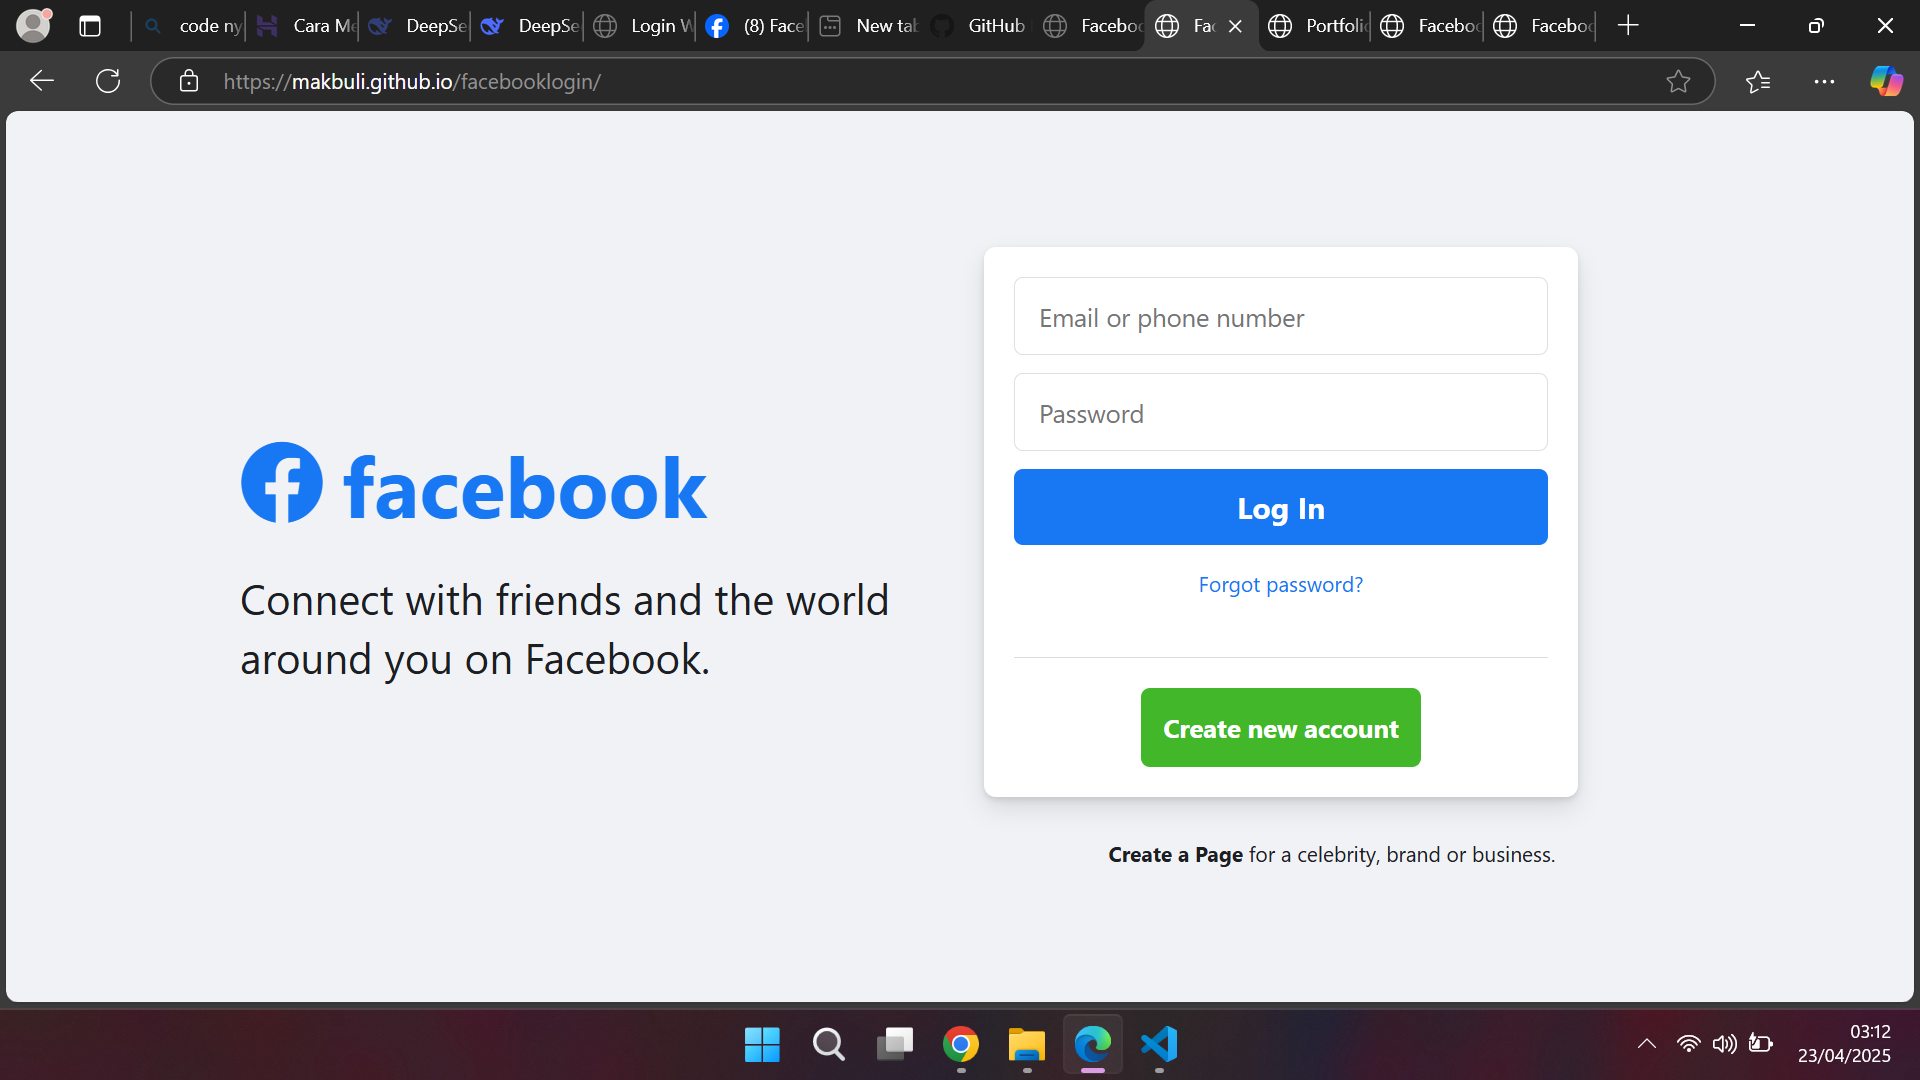 code ny
Cara Me
DeepSe
DeepSe
Login W
(8) Face
New tab
GitHub
Faceboo
Fac
Portfolio
Faceboo
Faceboo
https://makbuli.github.io/facebooklogin/
facebook
Connect with friends and the world
around you on Facebook.
Email or phone number
Password
Log In
Forgot password?
Create new account
Create a Page for a celebrity, brand or business.
03:12
23/04/2025